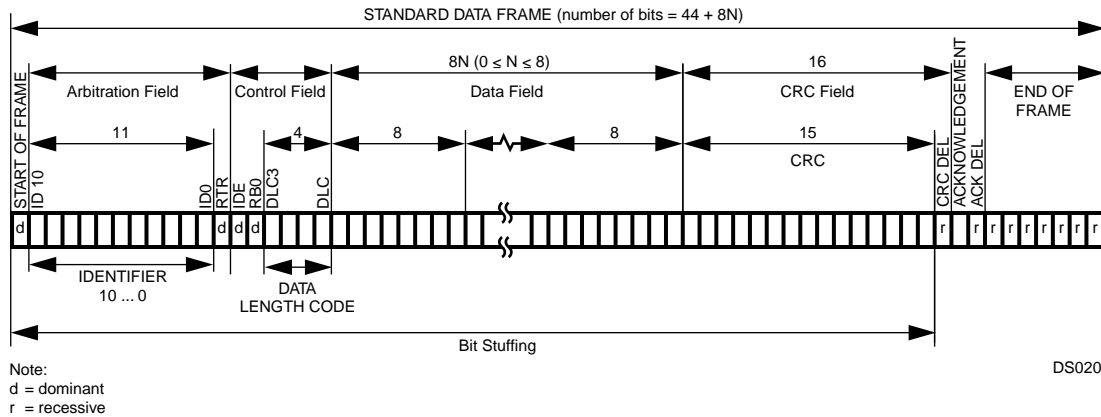 STANDARD DATA FRAME (number of bits = 44 + 8N)
8N (0 ≤ N ≤ 8)
16
Arbitration Field
Control Field
Data Field
CRC Field
END OF
FRAME
11
4
8
8
15
CRC
START OF FRAME
ID 10
ID0
RTR
IDE
RB0
DLC3
DLC
CRC DEL
ACKNOWLEDGEMENT
ACK DEL
d d d d r r r r r r r r r
IDENTIFIER
10 ... 0
DATA
LENGTH CODE
Bit Stuffing
Note:
d = dominant
r = recessive
DS020